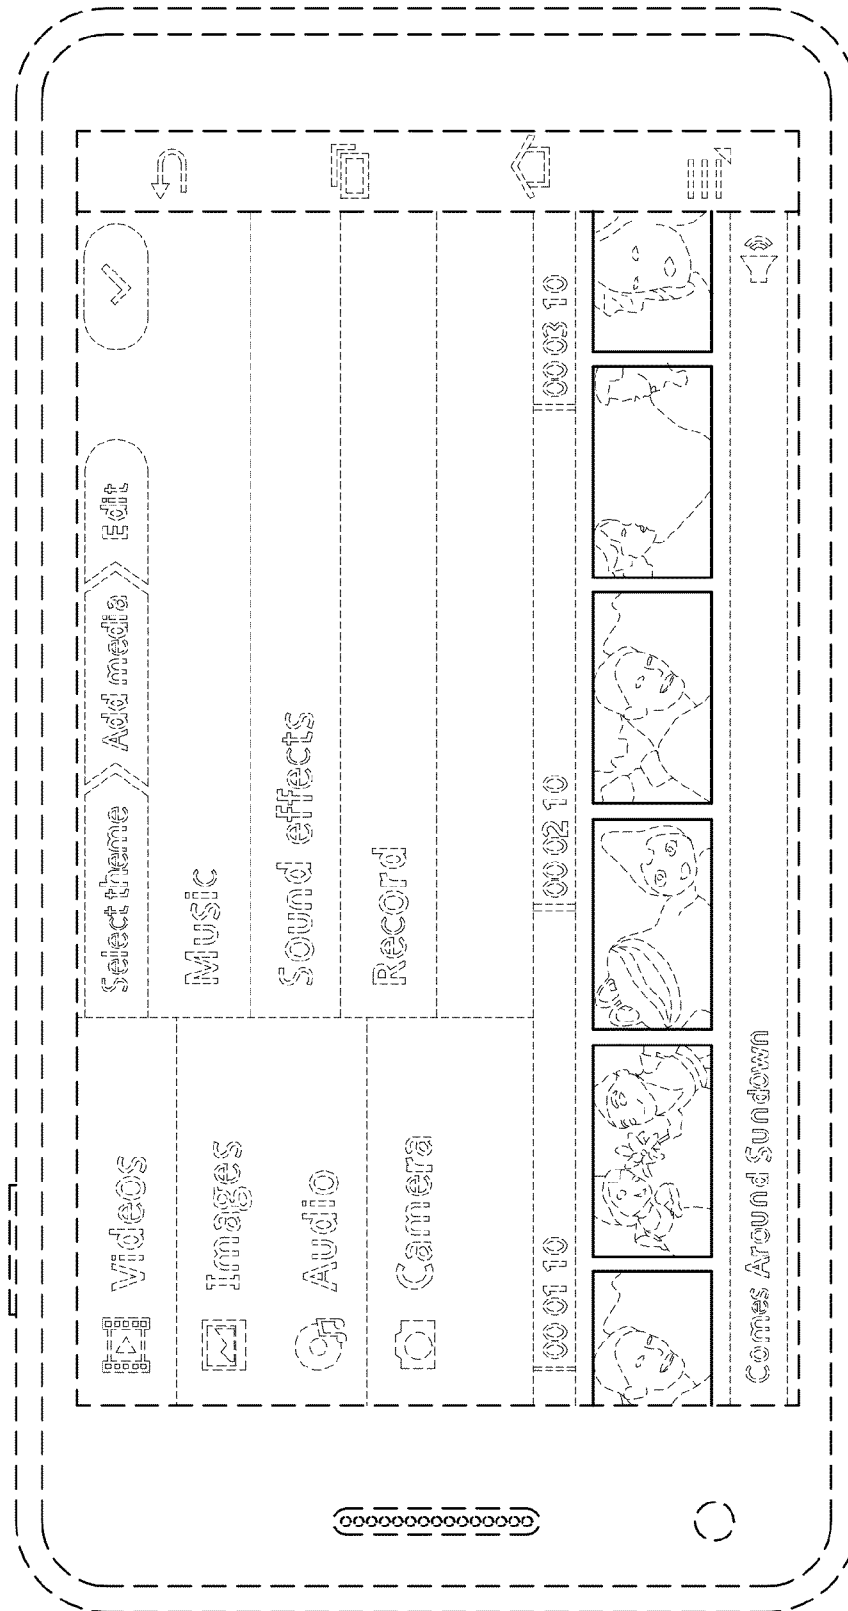 Select theme Add media Edit
Videos
Images
Audio
Camera
Music
Sound effects
Record
00 01 10 00 02 10 00 03 10
Comes Around Sundown